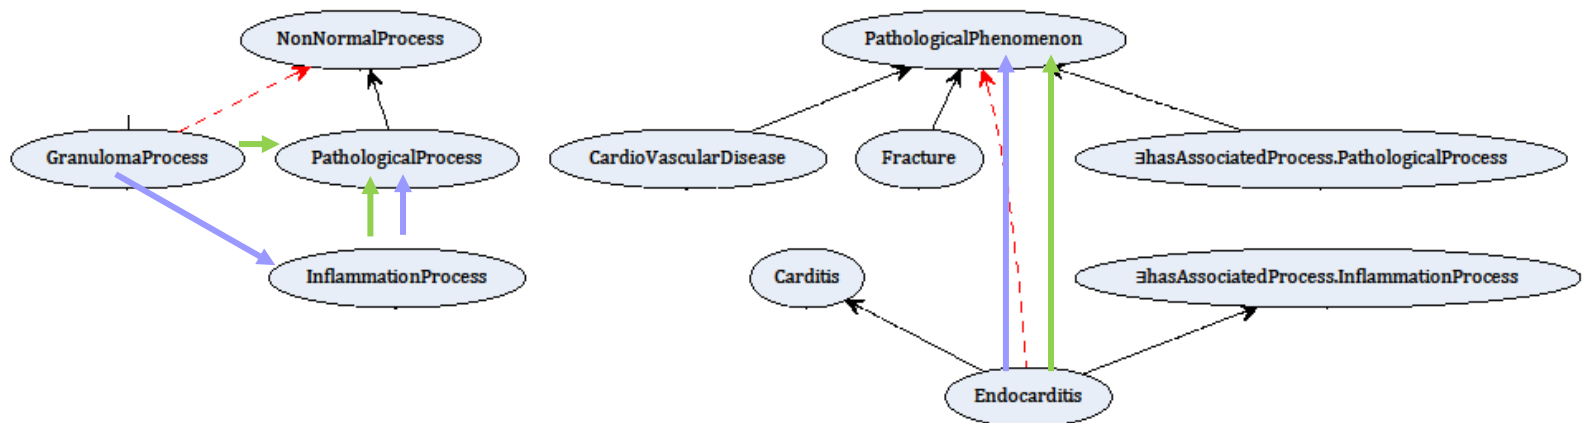 NonNormalProcess
PathologicalPhenomenon
GranulomaProcess
PathologicalProcess
CardioVascularDisease
Fracture
∃hasAssociatedProcess.PathologicalProcess
InflammationProcess
Carditis
∃hasAssociatedProcess.InflammationProcess
Endocarditis